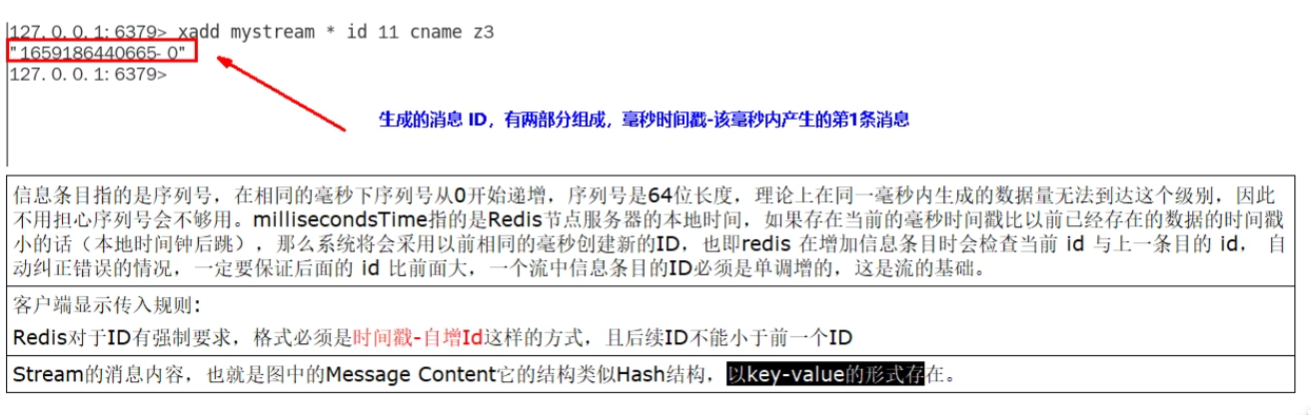 127.0.0.1:6379> xadd mystream * id 11 cname z3
"1659186440665-0"
127.0.0.1:6379>
生成的消息 ID，有两部分组成，毫秒时间戳-该毫秒内产生的第1条消息
信息条目指的是序列号，在相同的毫秒下序列号从0开始递增，序列号是64位长度，理论上在同一毫秒内生成的数据量无法到达这个级别，因此
不用担心序列号会不够用。millisecondsTime指的是Redis节点服务器的本地时间，如果存在当前的毫秒时间戳比以前已经存在的数据的时间戳
小的话（本地时间钟后跳），那么系统将会采用以前相同的毫秒创建新的ID，也即redis 在增加信息条目时会检查当前 id 与上一条目的 id， 自
动纠正错误的情况，一定要保证后面的 id 比前面大，一个流中信息条目的ID必须是单调增的，这是流的基础。
客户端显示传入规则:
Redis对于ID有强制要求，格式必须是时间戳-自增Id这样的方式，且后续ID不能小于前一个ID
Stream的消息内容，也就是图中的Message Content它的结构类似Hash结构，以key-value的形式存在。